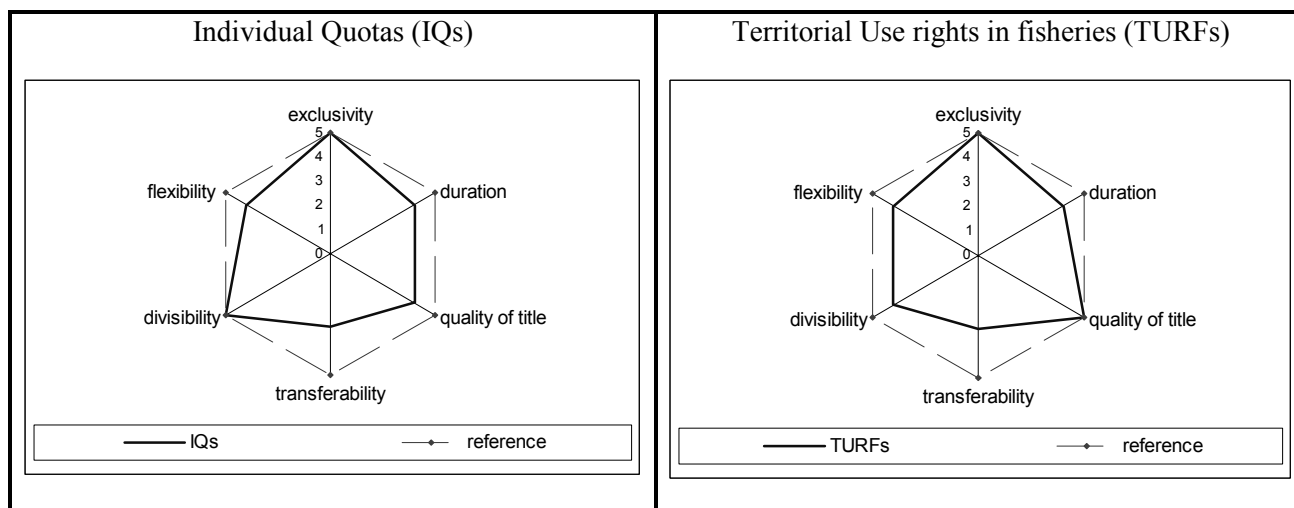 Individual Quotas (IQs)
exclusivity
5
4
3
2
1
0
duration
quality of title
transferability
divisibility
flexibility
IQs
reference
Territorial Use rights in fisheries (TURFs)
exclusivity
5
4
3
2
1
0
duration
quality of title
transferability
divisibility
flexibility
TURFs
reference